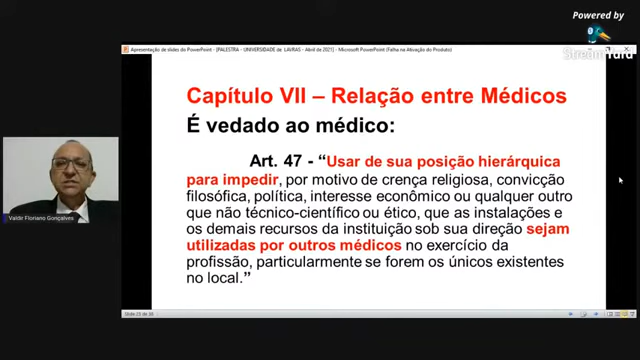 Powered by
StreamYard
Apresentação de slides do PowerPoint - [PALESTRA - UNIVERSIDADE de LAVRAS - Abril de 2021] - Microsoft PowerPoint (Falha na Ativação do Produto)
Capítulo VII – Relação entre Médicos
É vedado ao médico:
Art. 47 - “Usar de sua posição hierárquica
para impedir, por motivo de crença religiosa, convicção
filosófica, política, interesse econômico ou qualquer outro
que não técnico-científico ou ético, que as instalações e
os demais recursos da instituição sob sua direção sejam
utilizadas por outros médicos no exercício da
profissão, particularmente se forem os únicos existentes
no local.”
Valdir Floriano Gonçalves